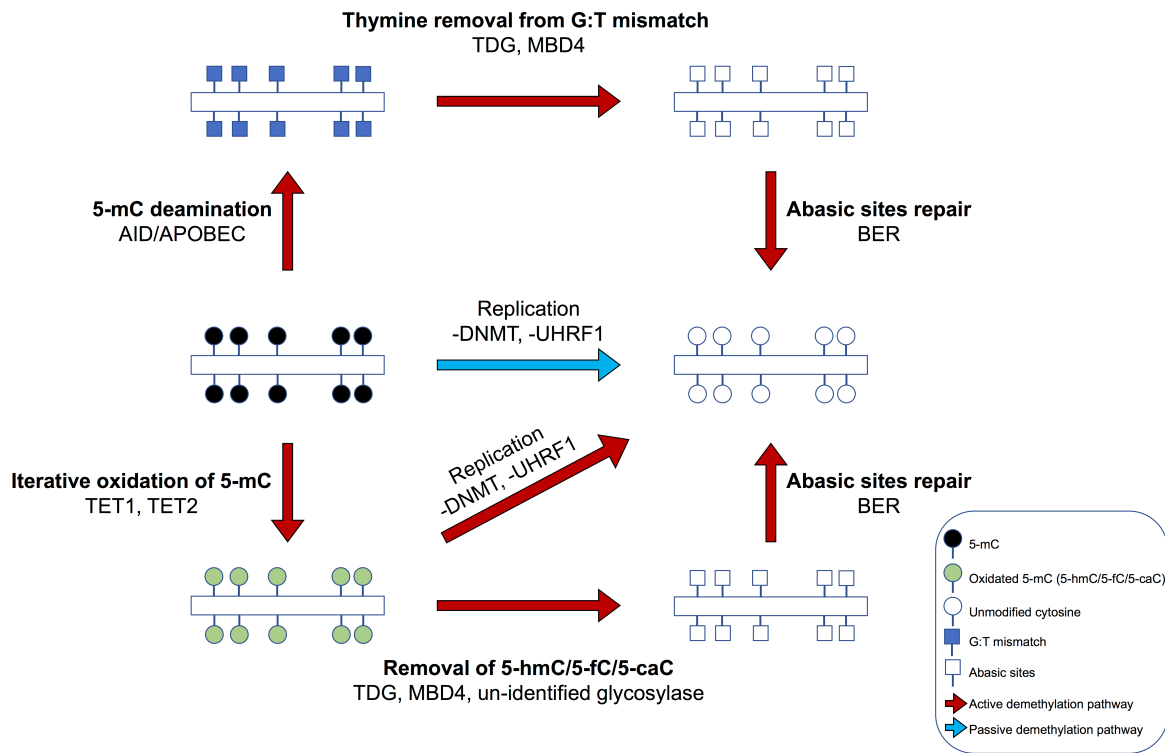 Thymine removal from G:T mismatch
TDG, MBD4
5-mC deamination
AID/APOBEC
Abasic sites repair
BER
Replication
-DNMT, -UHRF1
Iterative oxidation of 5-mC
TET1, TET2
Replication
-DNMT, -UHRF1
Abasic sites repair
BER
Removal of 5-hmC/5-fC/5-caC
TDG, MBD4, un-identified glycosylase
5-mC
Oxidated 5-mC (5-hmC/5-fC/5-caC)
Unmodified cytosine
G:T mismatch
Abasic sites
Active demethylation pathway
Passive demethylation pathway